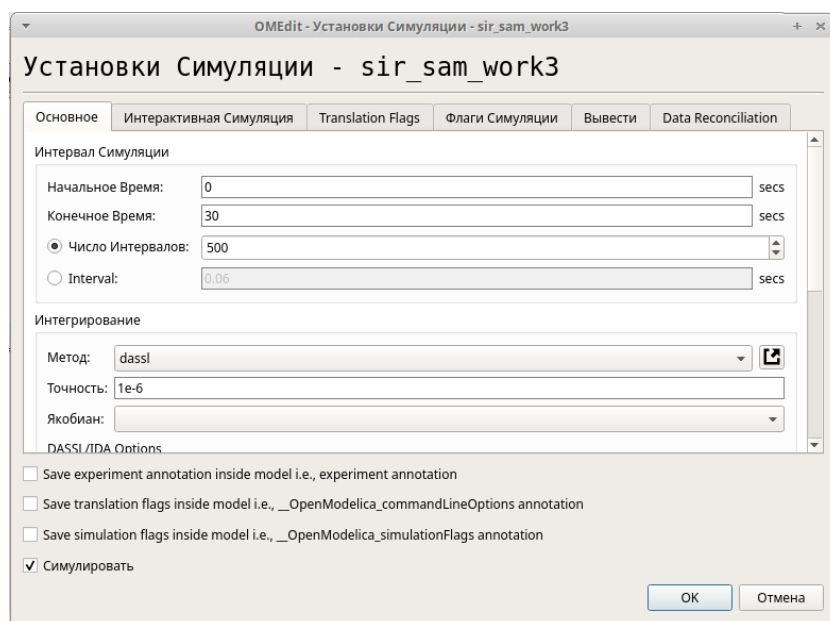 OMEdit - Установки Симуляции - sir_sam_work3
Установки Симуляции - sir_sam_work3
Основное Интерактивная Симуляция Translation Flags Флаги Симуляции Вывести Data Reconciliation
Интервал Симуляции
Начальное Время: 0 secs
Конечное Время: 30 secs
Число Интервалов: 500
Interval: 0.06 secs
Интегрирование
Метод: dassl
Точность: 1e-6
Якобиан:
DASSL/IDA Options
Save experiment annotation inside model i.e., experiment annotation
Save translation flags inside model i.e., __OpenModelica_commandLineOptions annotation
Save simulation flags inside model i.e., __OpenModelica_simulationFlags annotation
Симулировать
OK Отмена